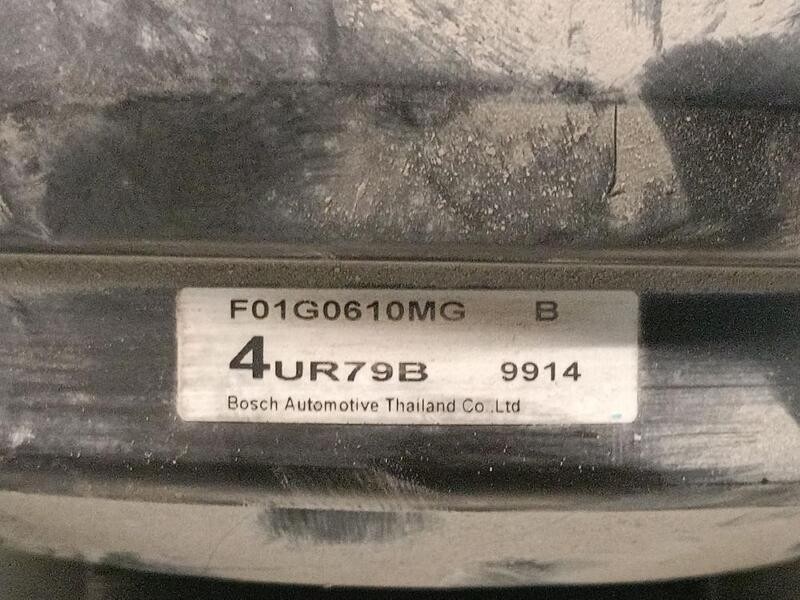 F01G0610MG B
4UR79B 9914
Bosch Automotive Thailand Co.,Ltd